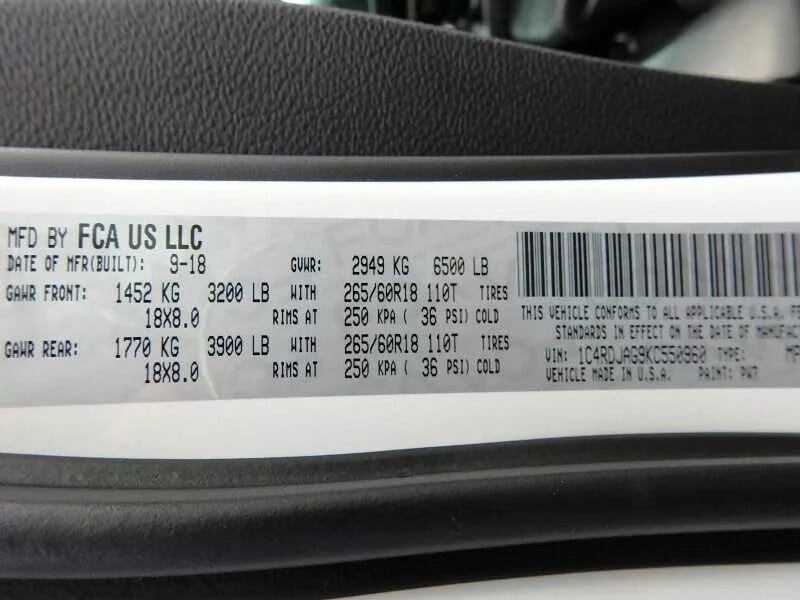 MFD BY FCA US LLC
DATE OF MFR(BUILT): 9-18 GVWR: 2949 KG 6500 LB
GAWR FRONT: 1452 KG 3200 LB WITH 265/60R18 110T TIRES
18X8.0 RIMS AT 250 KPA ( 36 PSI) COLD
GAWR REAR: 1770 KG 3900 LB WITH 265/60R18 110T TIRES
18X8.0 RIMS AT 250 KPA ( 36 PSI) COLD
THIS VEHICLE CONFORMS TO ALL APPLICABLE U.S.A. FE
STANDARDS IN EFFECT ON THE DATE OF MANUFACT
VIN: 1C4RDJAG9KC550960 TYPE: MP
VEHICLE MADE IN U.S.A. PAINT: PW7